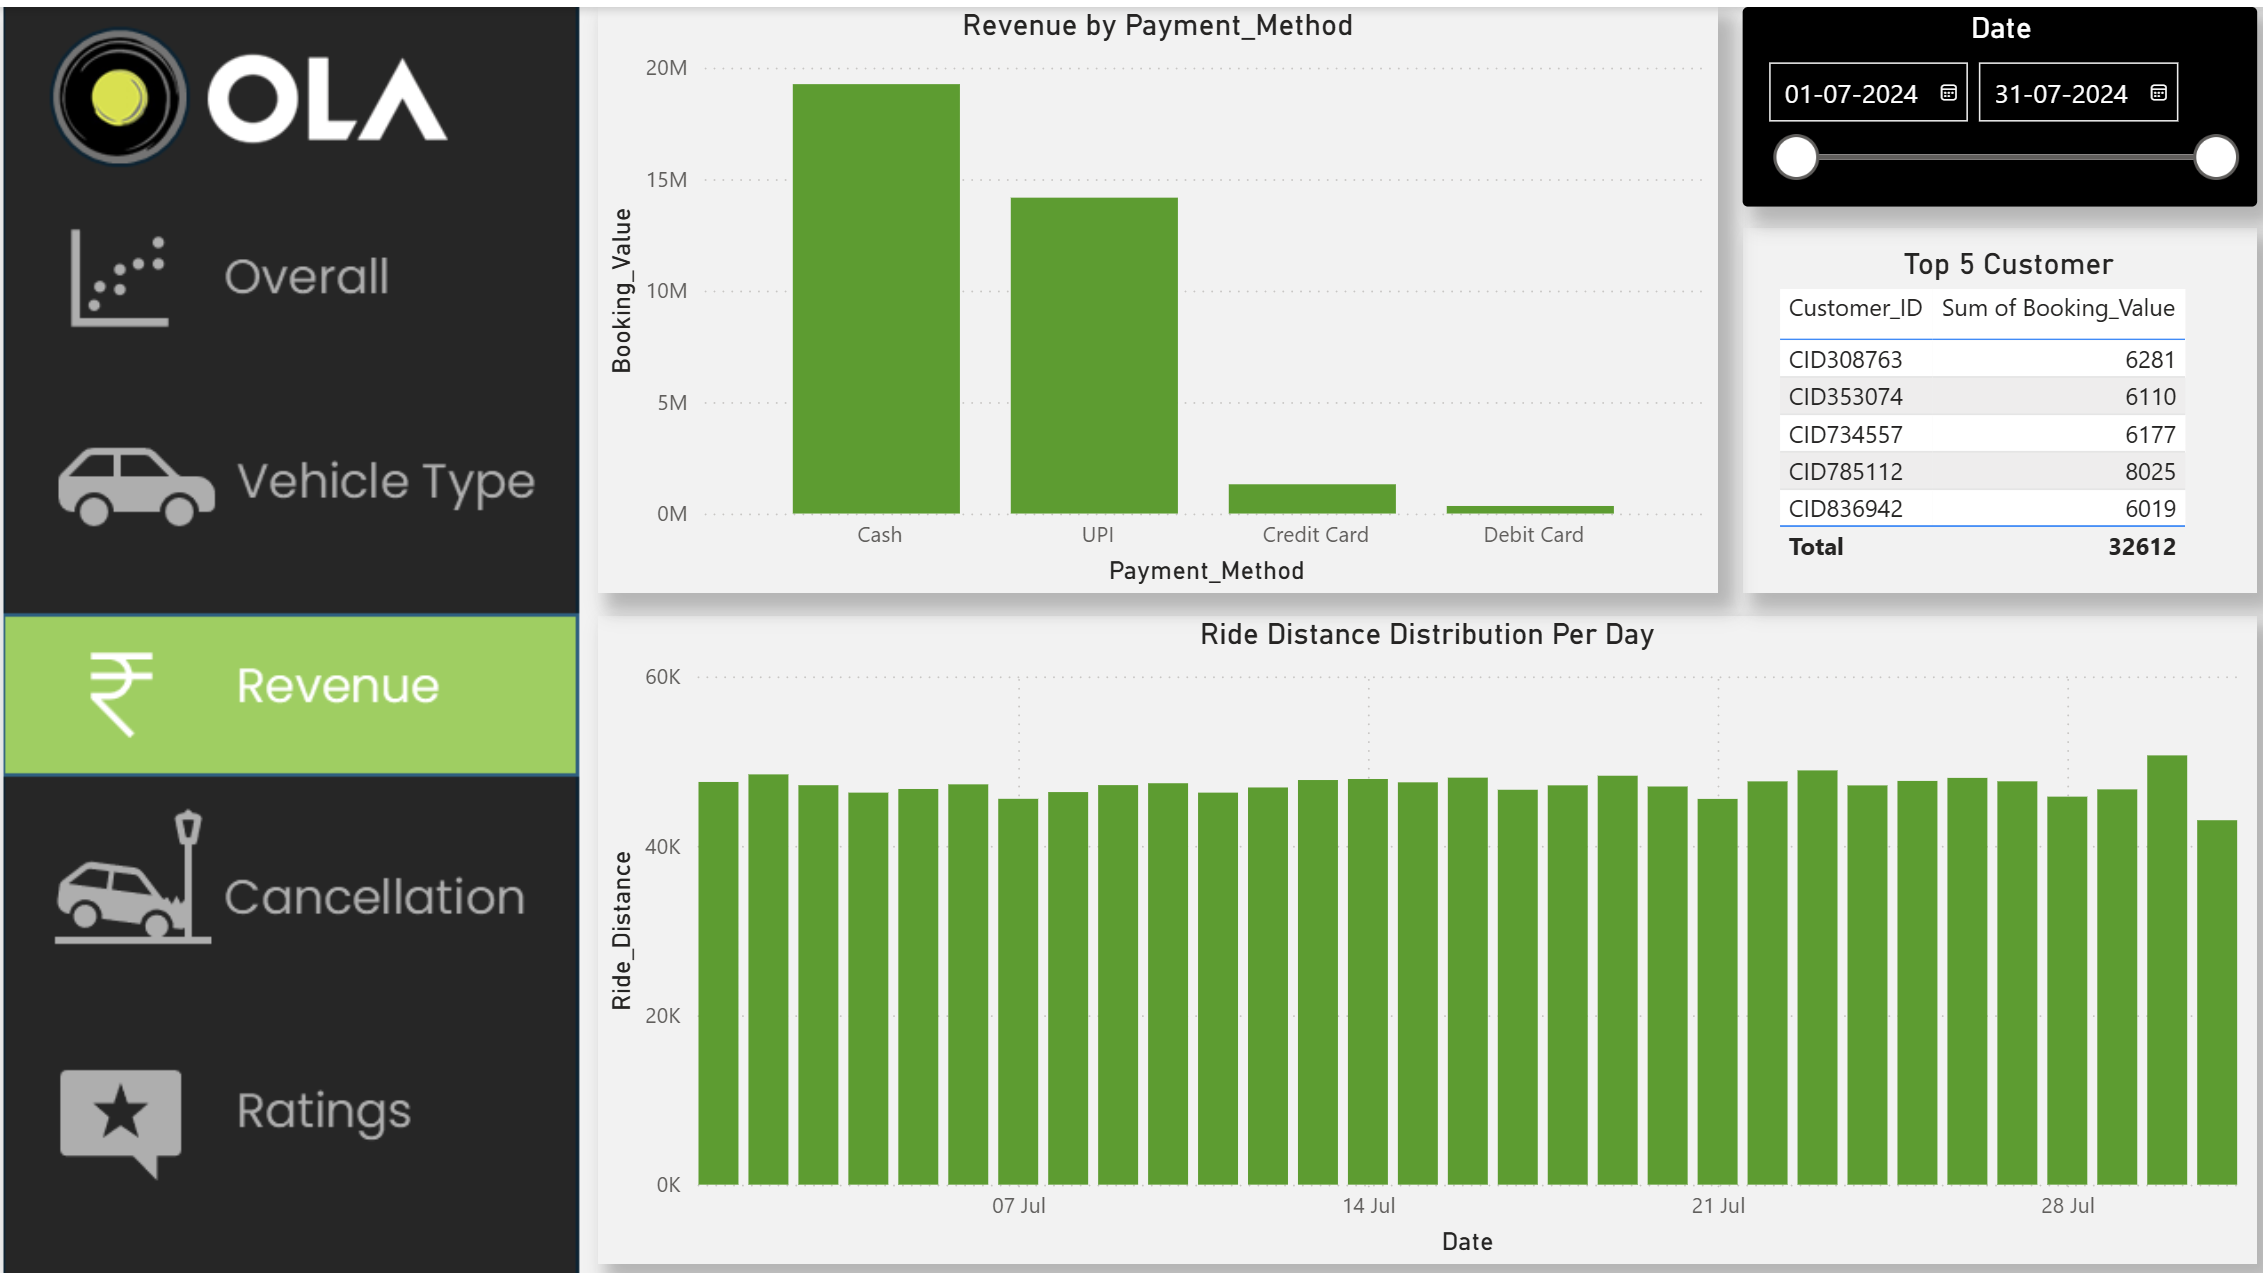 OLA
Overall
Vehicle Type
₹ Revenue
Cancellation
Ratings
Revenue by Payment_Method
Booking_Value
20M
15M
10M
5M
0M
Cash UPI Credit Card Debit Card
Payment_Method
Date
01-07-2024 31-07-2024
Top 5 Customer
Customer_ID Sum of Booking_Value
CID308763 6281
CID353074 6110
CID734557 6177
CID785112 8025
CID836942 6019
Total 32612
Ride Distance Distribution Per Day
Ride_Distance
60K
40K
20K
0K
07 Jul 14 Jul 21 Jul 28 Jul
Date